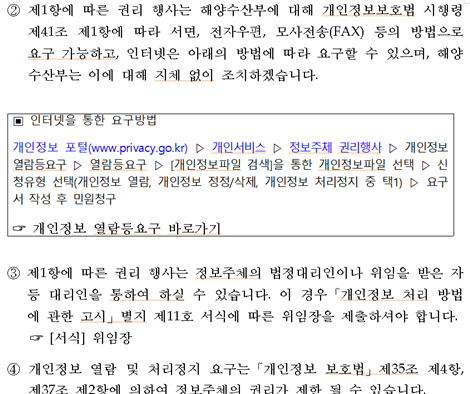 ② 제1항에 따른 권리 행사는 해양수산부에 대해 개인정보보호법 시행령
제41조 제1항에 따라 서면, 전자우편, 모사전송(FAX) 등의 방법으로
요구 가능하고, 인터넷은 아래의 방법에 따라 요구할 수 있으며, 해양
수산부는 이에 대해 지체 없이 조치하겠습니다.
▣ 인터넷을 통한 요구방법
개인정보 포털(www.privacy.go.kr) ▷ 개인서비스 ▷ 정보주체 권리행사 ▷ 개인정보
열람등요구 ▷ 열람등요구 ▷ [개인정보파일 검색]을 통한 개인정보파일 선택 ▷ 신
청유형 선택(개인정보 열람, 개인정보 정정/삭제, 개인정보 처리정지 중 택1) ▷ 요구
서 작성 후 민원청구
☞ 개인정보 열람등요구 바로가기
③ 제1항에 따른 권리 행사는 정보주체의 법정대리인이나 위임을 받은 자
등 대리인을 통하여 하실 수 있습니다. 이 경우「개인정보 처리 방법
에 관한 고시」별지 제11호 서식에 따른 위임장을 제출하셔야 합니다.
☞ [서식] 위임장
④ 개인정보 열람 및 처리정지 요구는「개인정보 보호법」제35조 제4항,
제37조 제2항에 의하여 정보주체의 권리가 제한 될 수 있습니다.